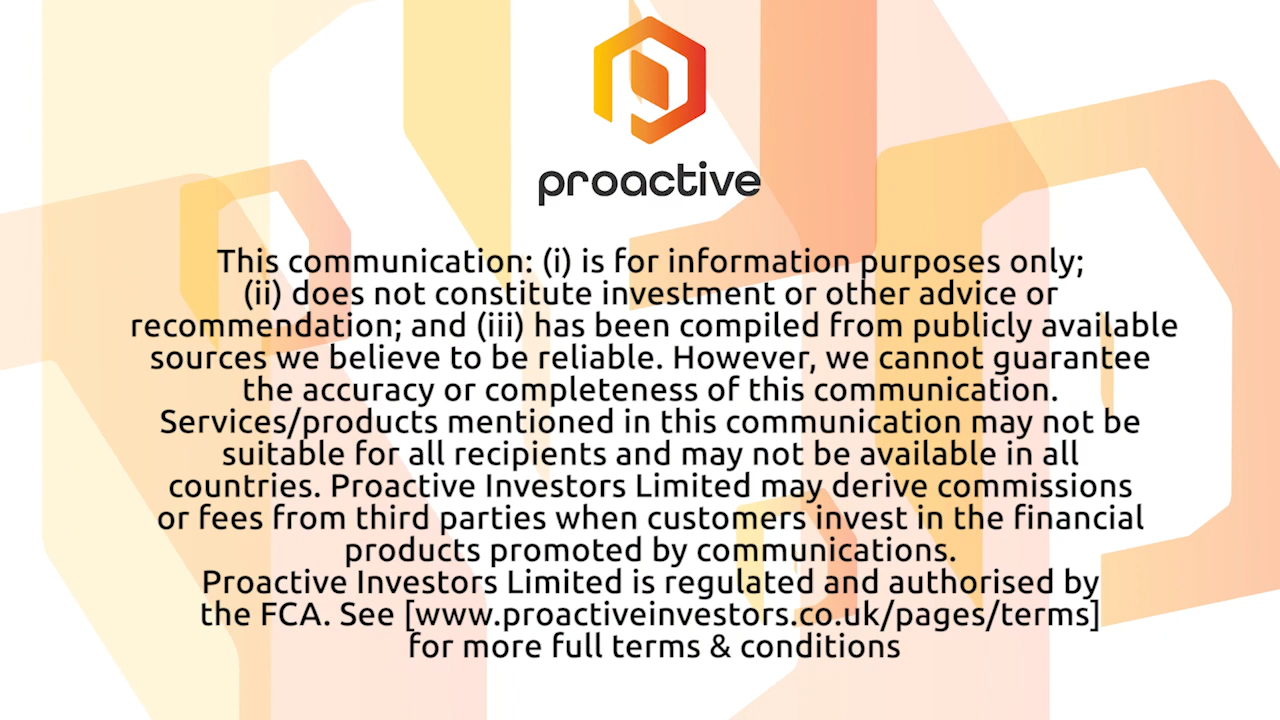 proactive
This communication: (i) is for information purposes only;
(ii) does not constitute investment or other advice or
recommendation; and (iii) has been compiled from publicly available
sources we believe to be reliable. However, we cannot guarantee
the accuracy or completeness of this communication.
Services/products mentioned in this communication may not be
suitable for all recipients and may not be available in all
countries. Proactive Investors Limited may derive commissions
or fees from third parties when customers invest in the financial
products promoted by communications.
Proactive Investors Limited is regulated and authorised by
the FCA. See [www.proactiveinvestors.co.uk/pages/terms]
for more full terms & conditions